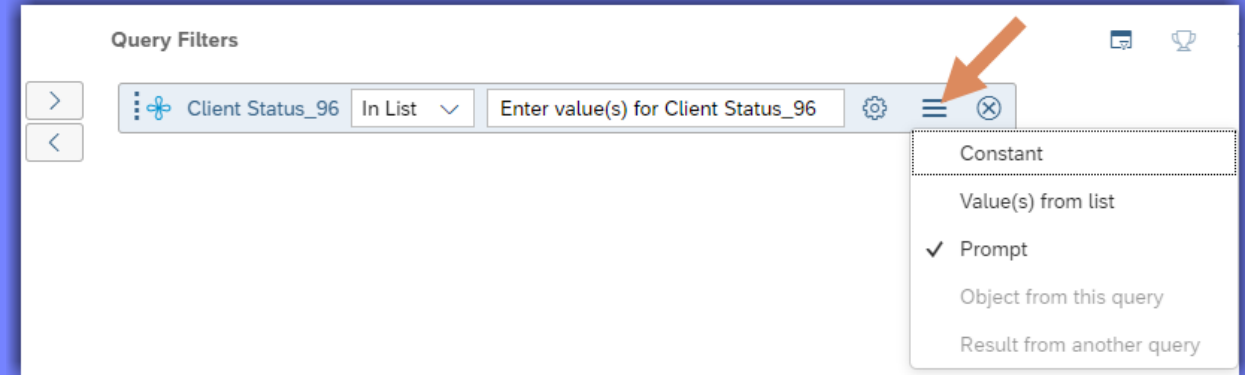 Query Filters
Client Status_96 In List Enter value(s) for Client Status_96
Constant
Value(s) from list
Prompt
Object from this query
Result from another query